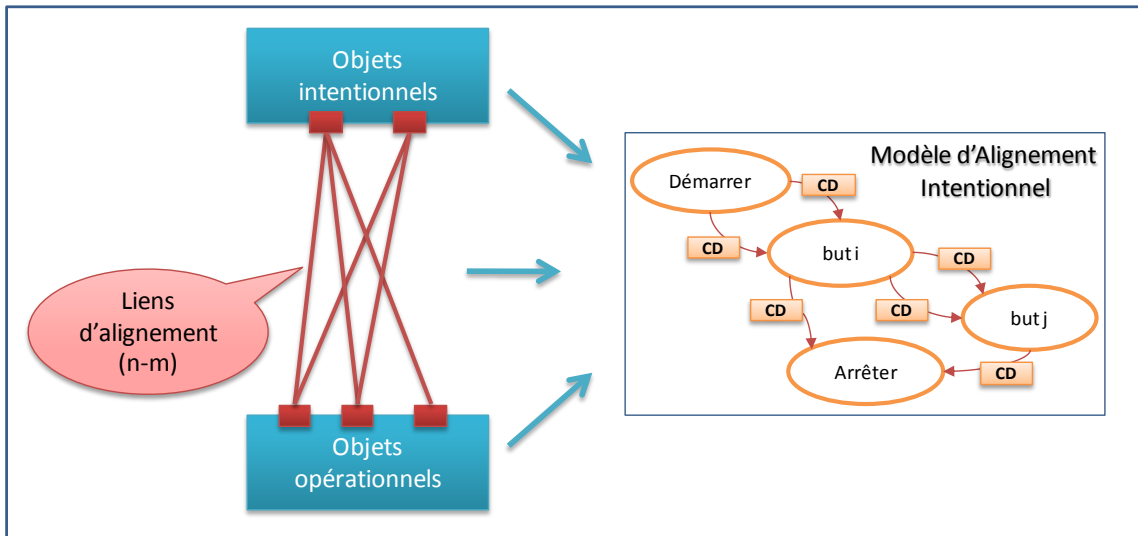 Objets
intentionnels
Liens
d'alignement
(n-m)
Objets
opérationnels
Modèle d'Alignement
Intentionnel
Démarrer
CD
CD
but i
CD
CD
CD
but j
Arrêter
CD